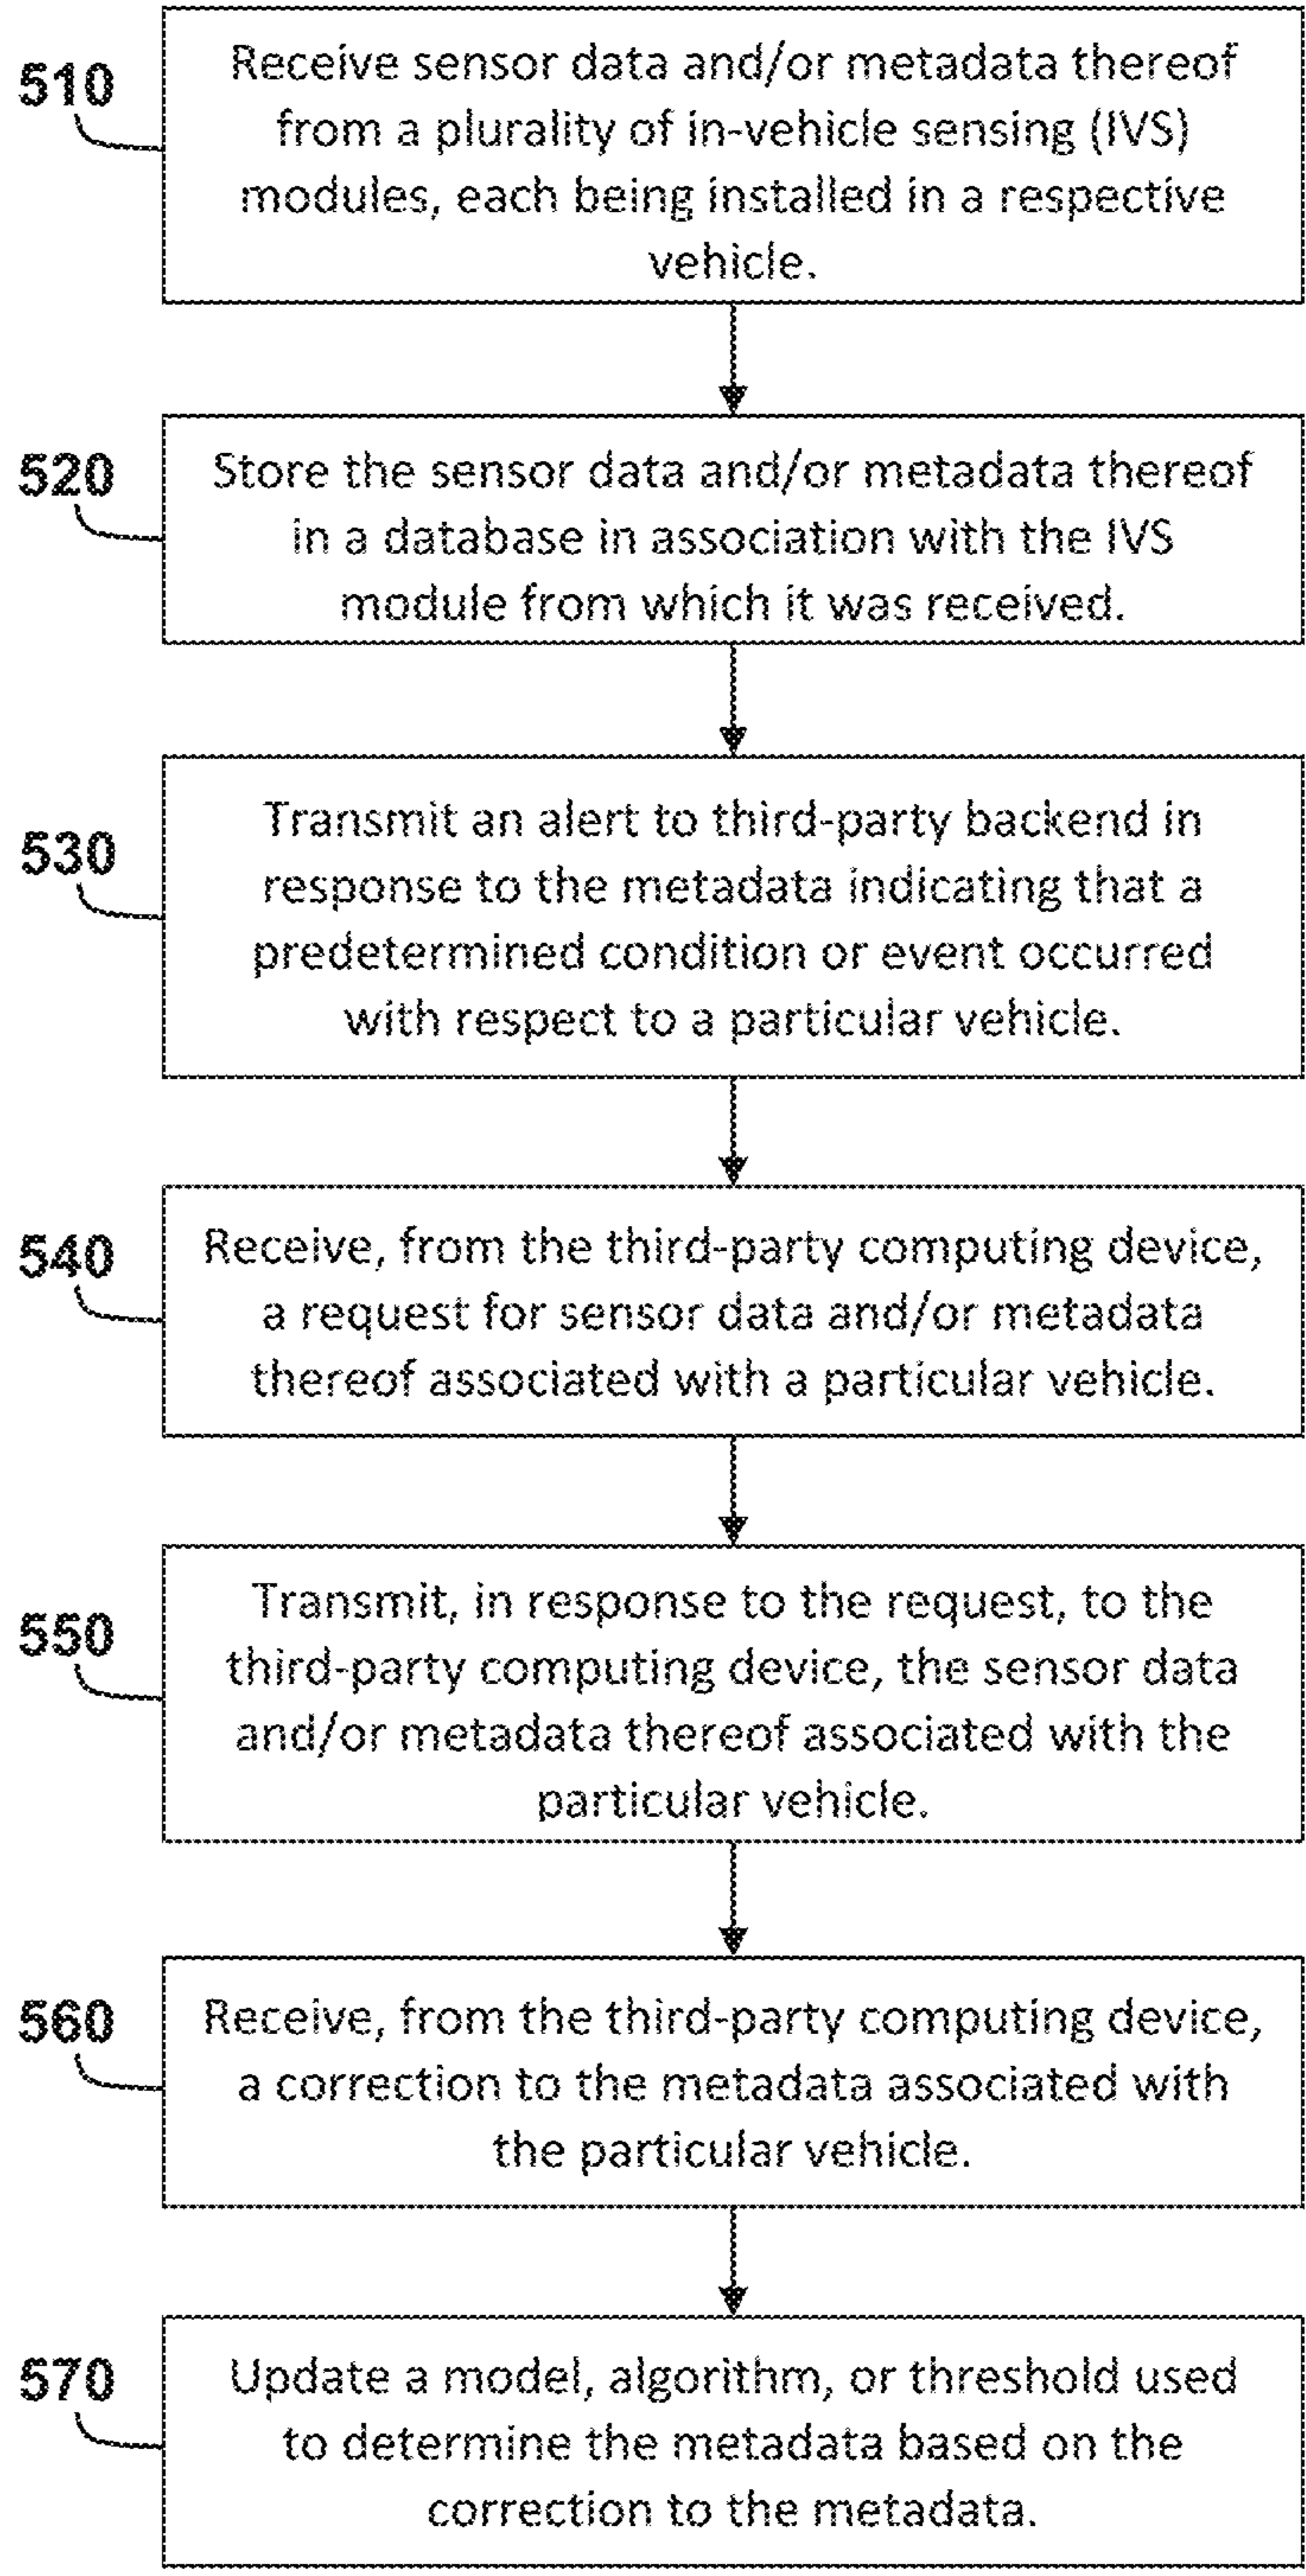 510
Receive sensor data and/or metadata thereof
from a plurality of in-vehicle sensing (IVS)
modules, each being installed in a respective
vehicle.
520
Store the sensor data and/or metadata thereof
in a database in association with the IVS
module from which it was received.
530
Transmit an alert to third-party backend in
response to the metadata indicating that a
predetermined condition or event occurred
with respect to a particular vehicle.
540
Receive, from the third-party computing device,
a request for sensor data and/or metadata
thereof associated with a particular vehicle.
550
Transmit, in response to the request, to the
third-party computing device, the sensor data
and/or metadata thereof associated with the
particular vehicle.
560
Receive, from the third-party computing device,
a correction to the metadata associated with
the particular vehicle.
570
Update a model, algorithm, or threshold used
to determine the metadata based on the
correction to the metadata.